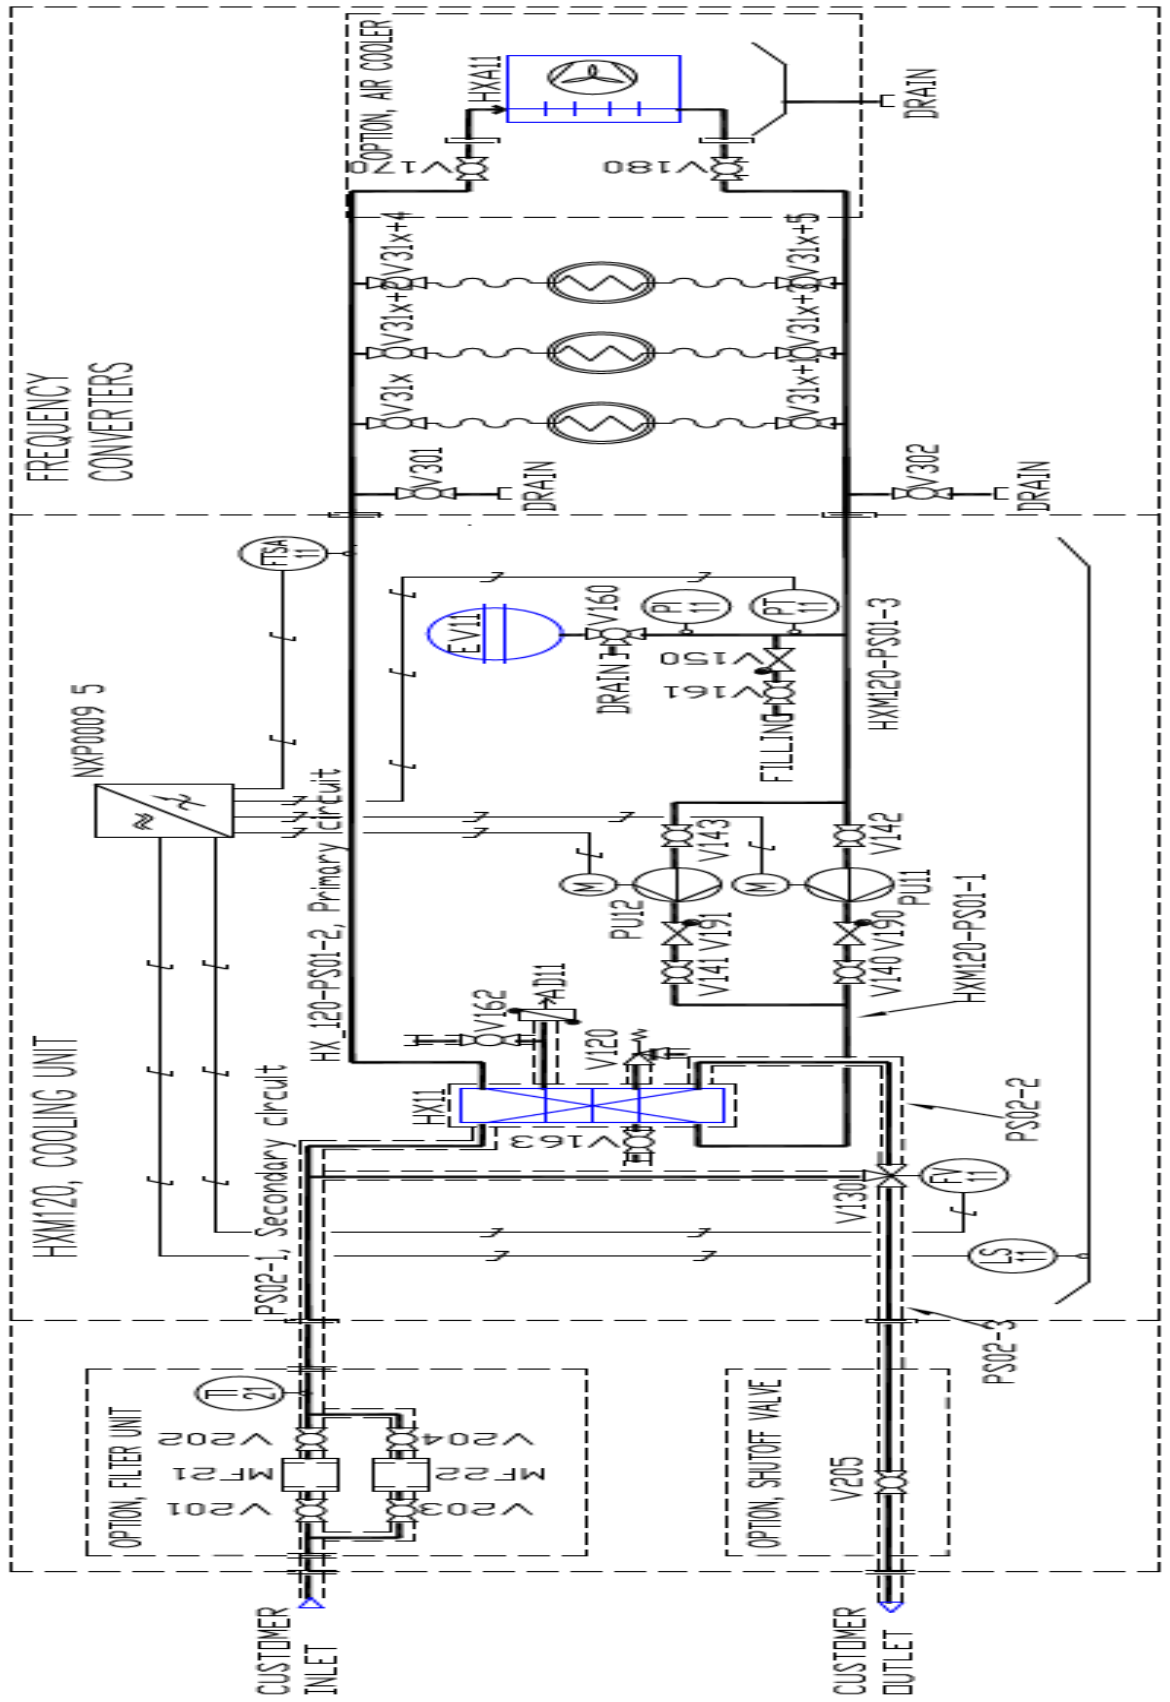 OPTION, AIR COOLER
HXA11
DRAIN
V170
V180
V31x+4
V31x+5
V31x+2
V31x+3
V31x
V31x+1
FREQUENCY
CONVERTERS
V301
DRAIN
V302
DRAIN
FTSA
11
EV11
V160
DRAIN
PI
11
PT
11
V150
V161
FILLING
HXM120-PS01-3
NXP0009 5
HX_120-PS01-2, Primary circuit
V143
V142
M
M
PU12
PU11
V191
V141
V190
V140
HXM120-PS01-1
V162
AD11
V120
HX11
V163
HXM120, COOLING UNIT
PS02-1, Secondary circuit
PS02-2
V130
FV
11
LS
11
PS02-3
TI
21
OPTION, FILTER UNIT
V202
V204
MF21
MF22
V201
V203
OPTION, SHUTOFF VALVE
V205
CUSTOMER
INLET
CUSTOMER
OUTLET